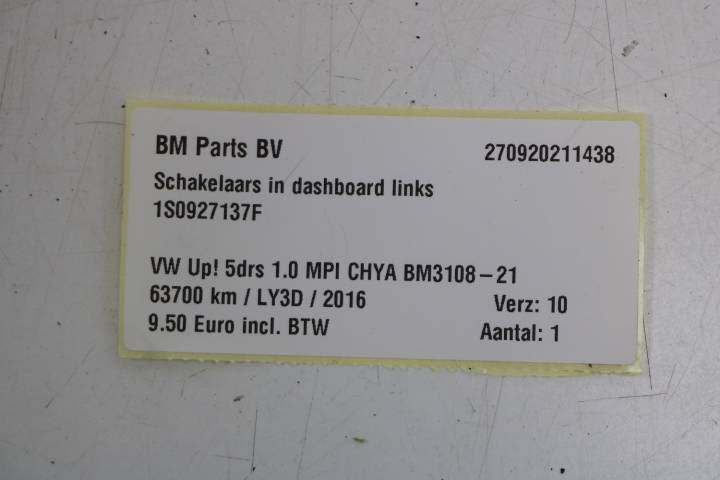 BM Parts BV 270920211438
Schakelaars in dashboard links
1S0927137F
VW Up! 5drs 1.0 MPI CHYA BM3108-21
63700 km / LY3D / 2016 Verz: 10
9.50 Euro incl. BTW Aantal: 1